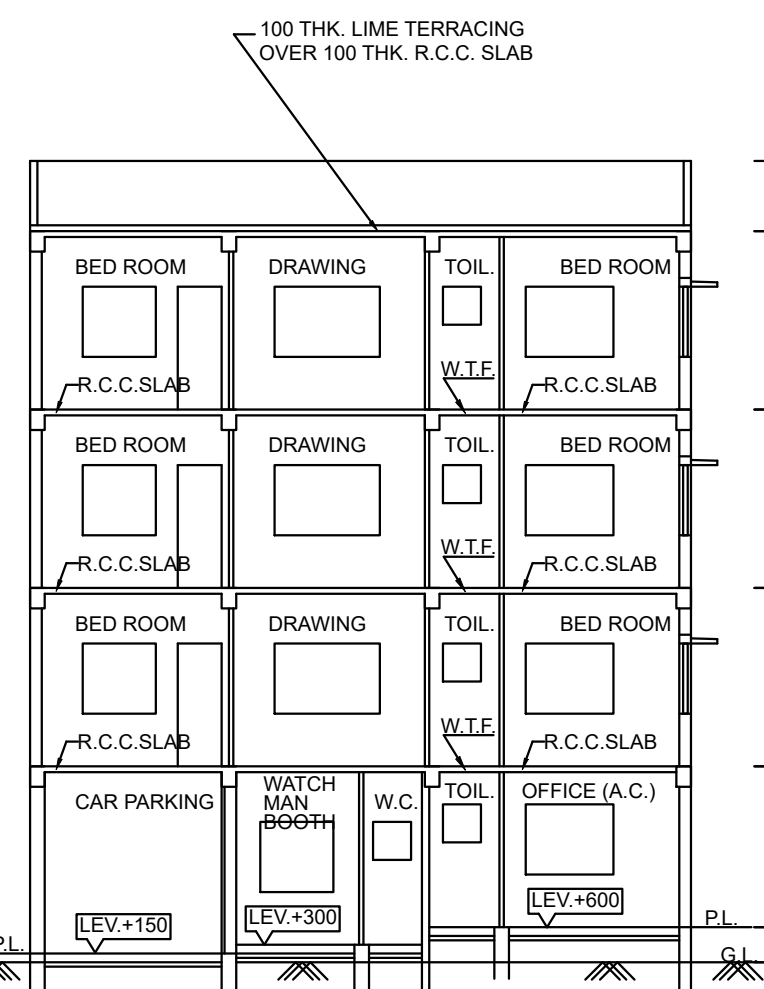 100 THK. LIME TERRACING
OVER 100 THK. R.C.C. SLAB
BED ROOM
DRAWING
TOIL.
BED ROOM
W.T.F.
R.C.C.SLAB
R.C.C.SLAB
BED ROOM
DRAWING
TOIL.
BED ROOM
W.T.F.
R.C.C.SLAB
R.C.C.SLAB
BED ROOM
DRAWING
TOIL.
BED ROOM
W.T.F.
R.C.C.SLAB
R.C.C.SLAB
CAR PARKING
WATCH
MAN
BOOTH
W.C.
TOIL.
OFFICE (A.C.)
LEV.+150
LEV.+300
LEV.+600
P.L.
P.L.
G.L.